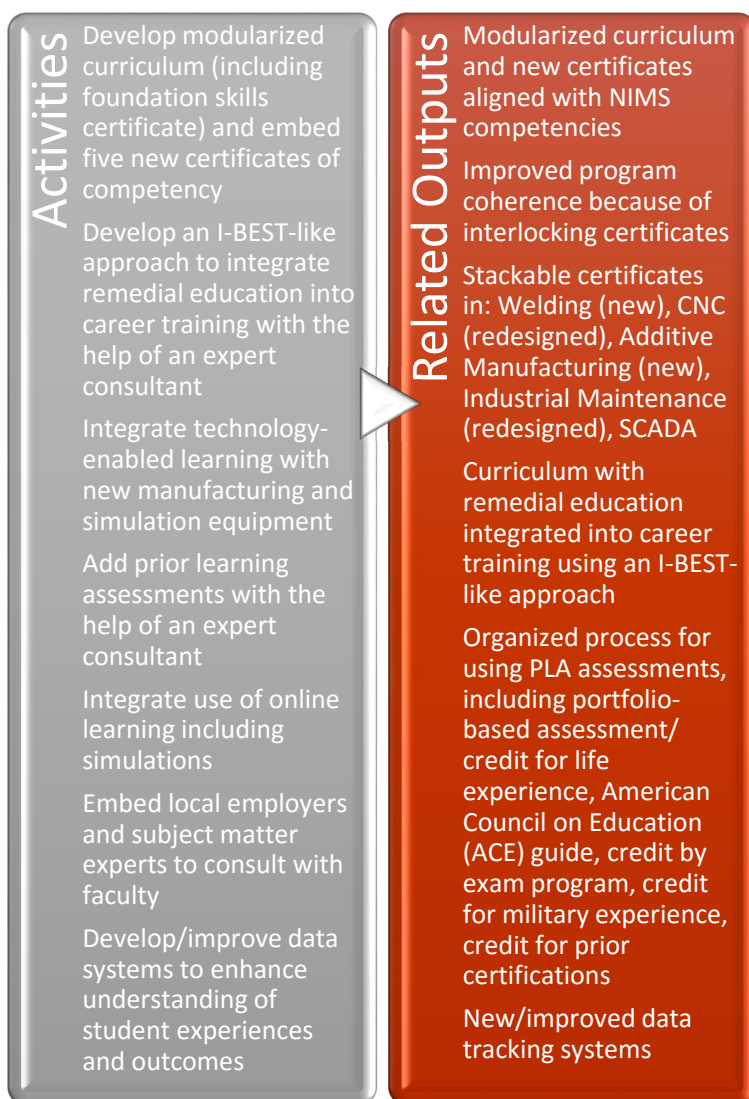 Activities
Develop modularized
curriculum (including
foundation skills
certificate) and embed
five new certificates of
competency
Develop an I-BEST-like
approach to integrate
remedial education into
career training with the
help of an expert
consultant
Integrate technology-
enabled learning with
new manufacturing and
simulation equipment
Add prior learning
assessments with the
help of an expert
consultant
Integrate use of online
learning including
simulations
Embed local employers
and subject matter
experts to consult with
faculty
Develop/improve data
systems to enhance
understanding of
student experiences
and outcomes
Related Outputs
Modularized curriculum
and new certificates
aligned with NIMS
competencies
Improved program
coherence because of
interlocking certificates
Stackable certificates
in: Welding (new), CNC
(redesigned), Additive
Manufacturing (new),
Industrial Maintenance
(redesigned), SCADA
Curriculum with
remedial education
integrated into career
training using an I-BEST-
like approach
Organized process for
using PLA assessments,
including portfolio-
based assessment/
credit for life
experience, American
Council on Education
(ACE) guide, credit by
exam program, credit
for military experience,
credit for prior
certifications
New/improved data
tracking systems